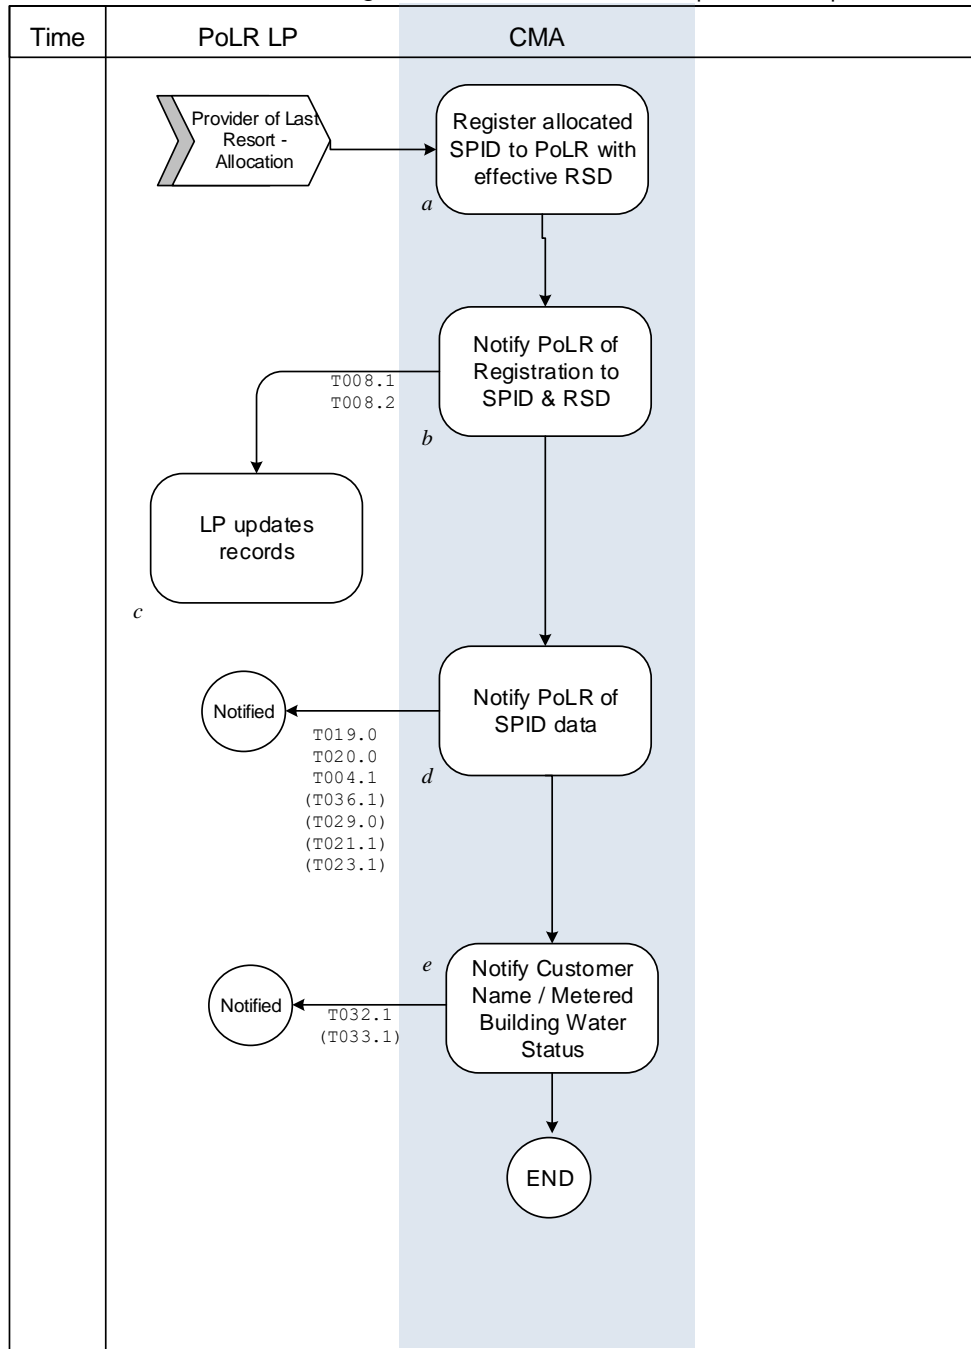 Time
PoLR LP
CMA
Provider of Last
Resort -
Allocation
Register allocated
SPID to PoLR with
effective RSD
a
Notify PoLR of
Registration to
SPID & RSD
T008.1
T008.2
b
LP updates
records
c
Notify PoLR of
SPID data
Notified
T019.0
T020.0
T004.1
(T036.1)
(T029.0)
(T021.1)
(T023.1)
d
e
Notify Customer
Name / Metered
Building Water
Status
Notified
T032.1
(T033.1)
END